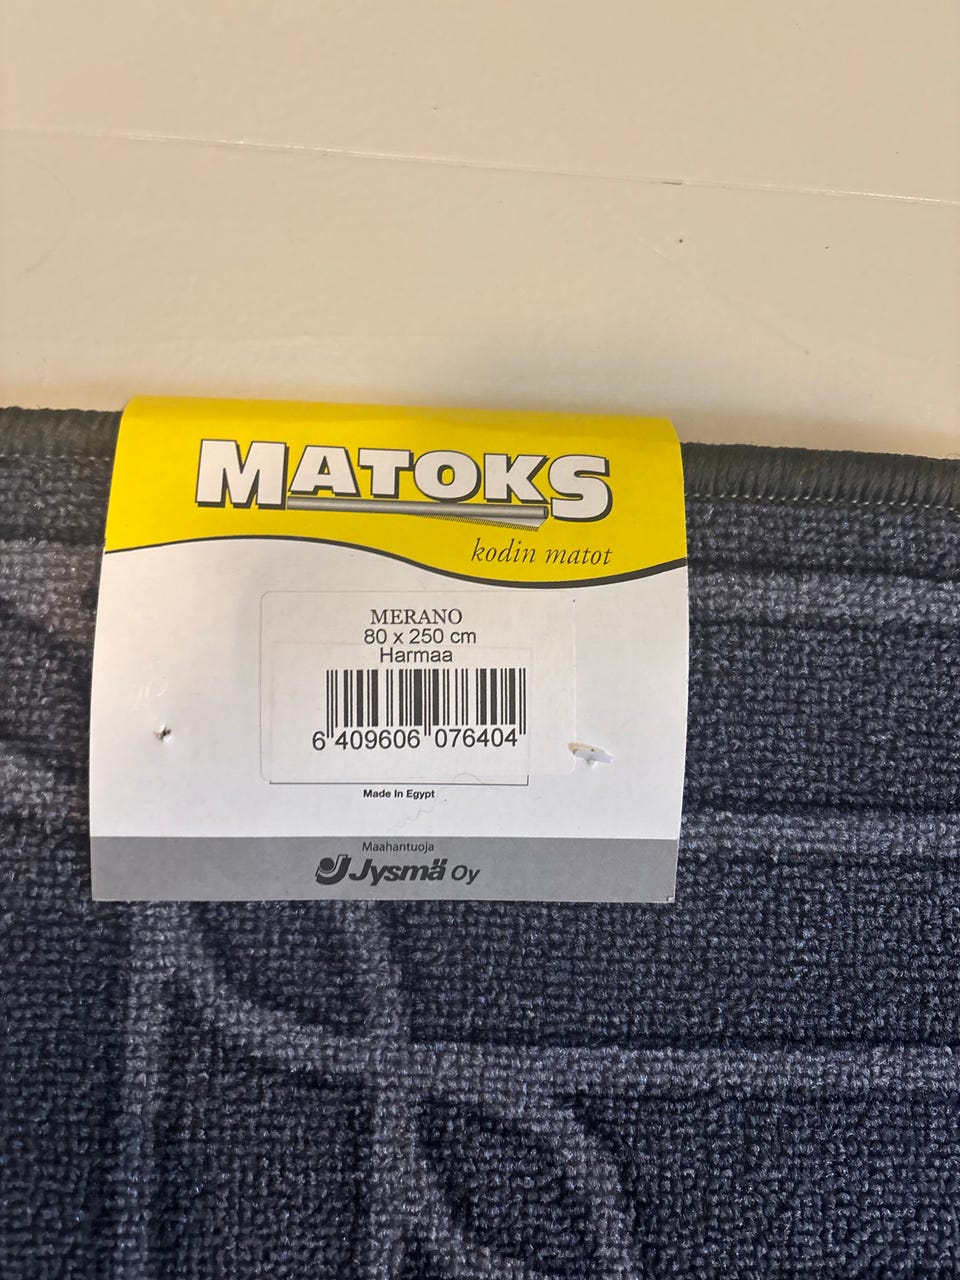 MATOKS
kodin matot
MERANO
80 x 250 cm
Harmaa
6 409606 076404
Made In Egypt
Maahantuoja
Jysmä Oy